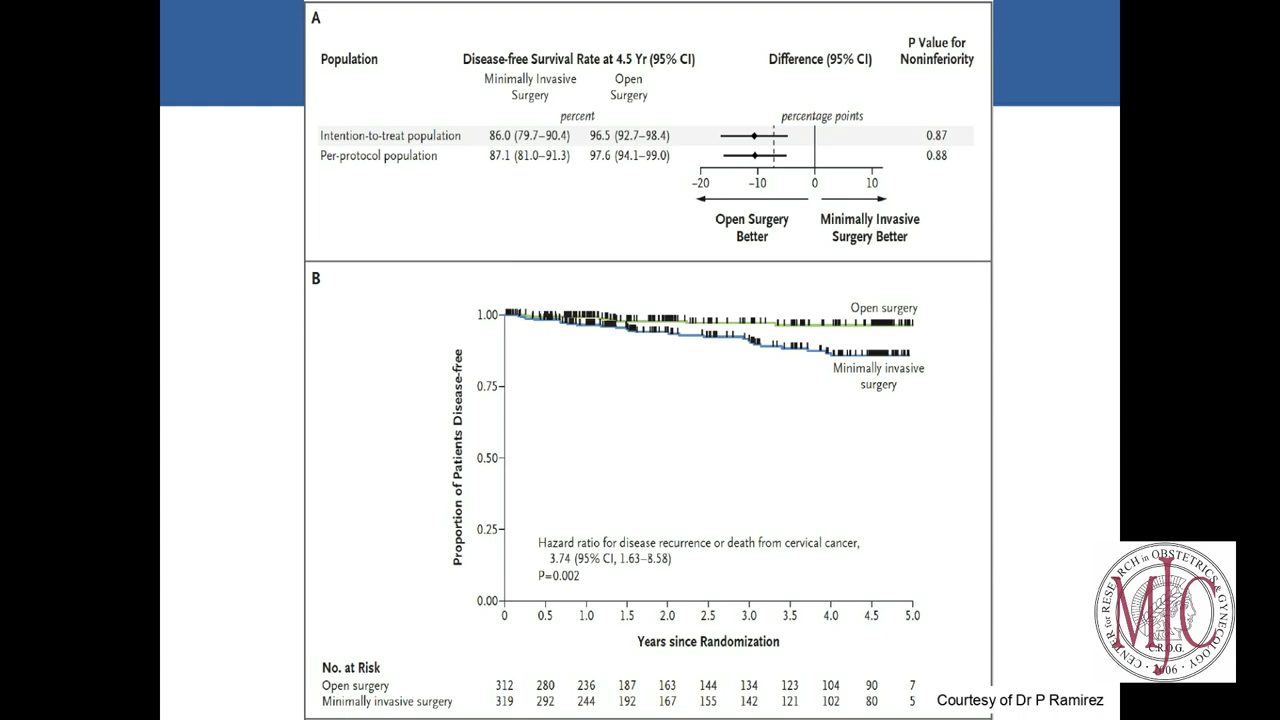 A
Population
Disease-free Survival Rate at 4.5 Yr (95% CI)
Difference (95% CI)
P Value for
Noninferiority
Minimally Invasive
Surgery
Open
Surgery
percent
percentage points
Intention-to-treat population 86.0 (79.7–90.4) 96.5 (92.7–98.4) 0.87
Per-protocol population 87.1 (81.0–91.3) 97.6 (94.1–99.0) 0.88
–20 –10 0 10
Open Surgery
Better
Minimally Invasive
Surgery Better
B
Proportion of Patients Disease-free
1.00
0.75
0.50
0.25
0.00
Open surgery
Minimally invasive
surgery
Hazard ratio for disease recurrence or death from cervical cancer,
3.74 (95% CI, 1.63–8.58)
P=0.002
0 0.5 1.0 1.5 2.0 2.5 3.0 3.5 4.0 4.5 5.0
Years since Randomization
No. at Risk
Open surgery 312 280 236 187 163 144 134 123 104 90 7
Minimally invasive surgery 319 292 244 192 167 155 142 121 102 80 5
Courtesy of Dr P Ramirez
CENTER for RESEARCH in OBSTETRICS & GYNECOLOGY
MJC
C.R.O.G.
2006